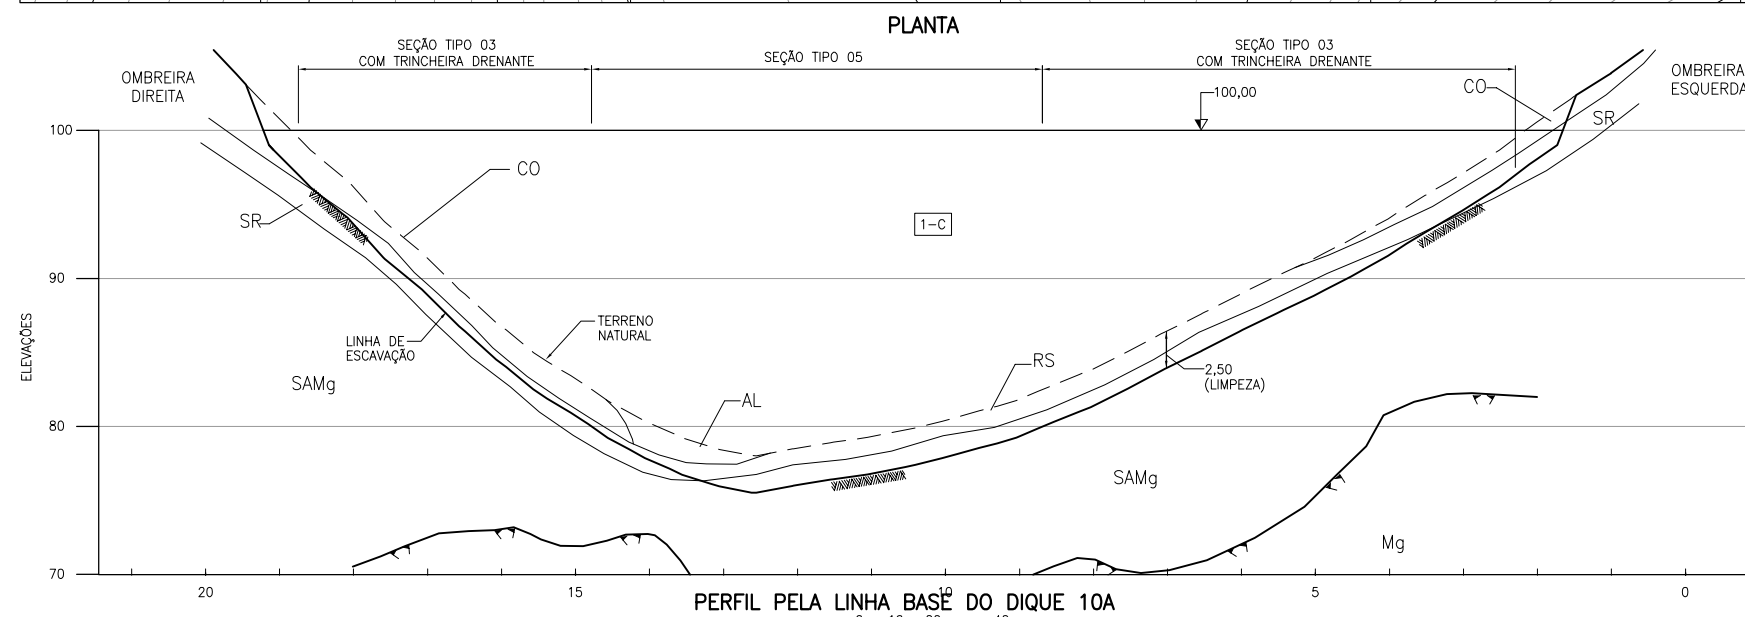 PLANTA
SEÇÃO TIPO 03
COM TRINCHEIRA DRENANTE
SEÇÃO TIPO 05
SEÇÃO TIPO 03
COM TRINCHEIRA DRENANTE
OMBREIRA
DIREITA
OMBREIRA
ESQUERDA
CO
100,00
SR
100
CO
SR
1-C
90
ELEVAÇÕES
TERRENO
NATURAL
LINHA DE
ESCAVAÇÃO
SAMg
RS
2,50
(LIMPEZA)
AL
80
SAMg
Mg
70
20
15
10
5
0
PERFIL PELA LINHA BASE DO DIQUE 10A